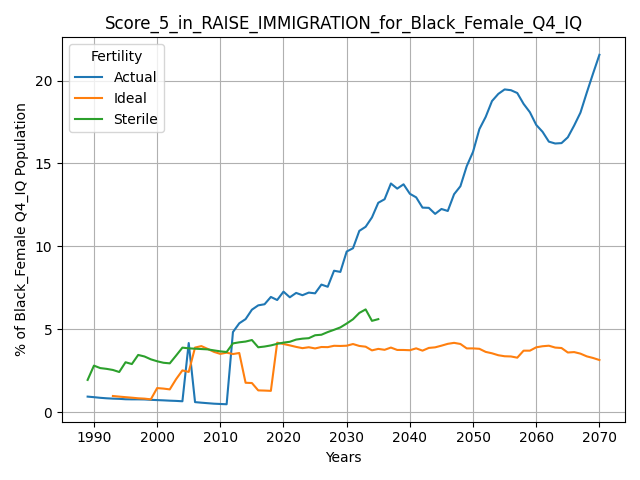 Score_5_in_RAISE_IMMIGRATION_for_Black_Female_Q4_IQ
Fertility
Actual
Ideal
Sterile
% of Black_Female Q4_IQ Population
20
15
10
5
0
1990 2000 2010 2020 2030 2040 2050 2060 2070
Years